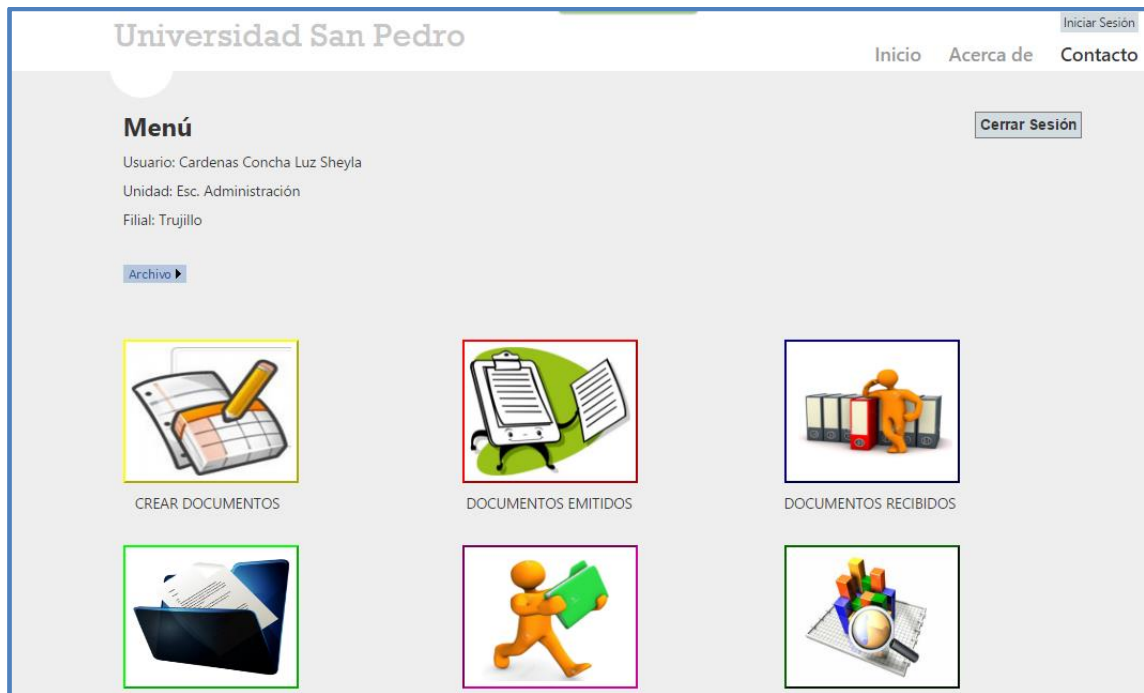 Universidad San Pedro
Iniciar Sesión
Inicio Acerca de Contacto
Menú
Cerrar Sesión
Usuario: Cardenas Concha Luz Sheyla
Unidad: Esc. Administración
Filial: Trujillo
Archivo
CREAR DOCUMENTOS
DOCUMENTOS EMITIDOS
DOCUMENTOS RECIBIDOS